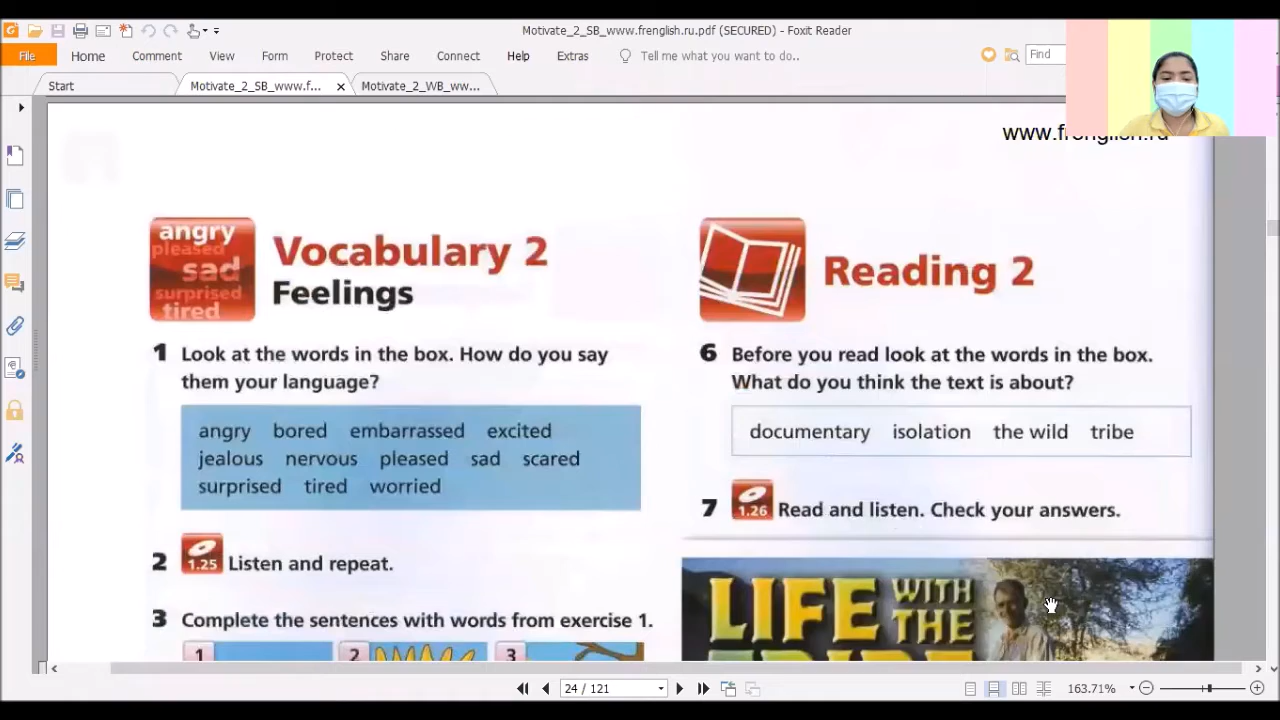 Motivate_2_SB_www.frenglish.ru.pdf (SECURED) - Foxit Reader
File Home Comment View Form Protect Share Connect Help Extras Tell me what you want to do.. Find
Start Motivate_2_SB_www.f... Motivate_2_WB_ww...
www.frenglish.ru
angry
pleased
sad
surprised
tired
Vocabulary 2
Feelings
1 Look at the words in the box. How do you say
them your language?
angry bored embarrassed excited
jealous nervous pleased sad scared
surprised tired worried
2 1.25 Listen and repeat.
3 Complete the sentences with words from exercise 1.
1 2 3
Reading 2
6 Before you read look at the words in the box.
What do you think the text is about?
documentary isolation the wild tribe
7 1.26 Read and listen. Check your answers.
LIFE WITH
THE
TRIBE
24 / 121
163.71%